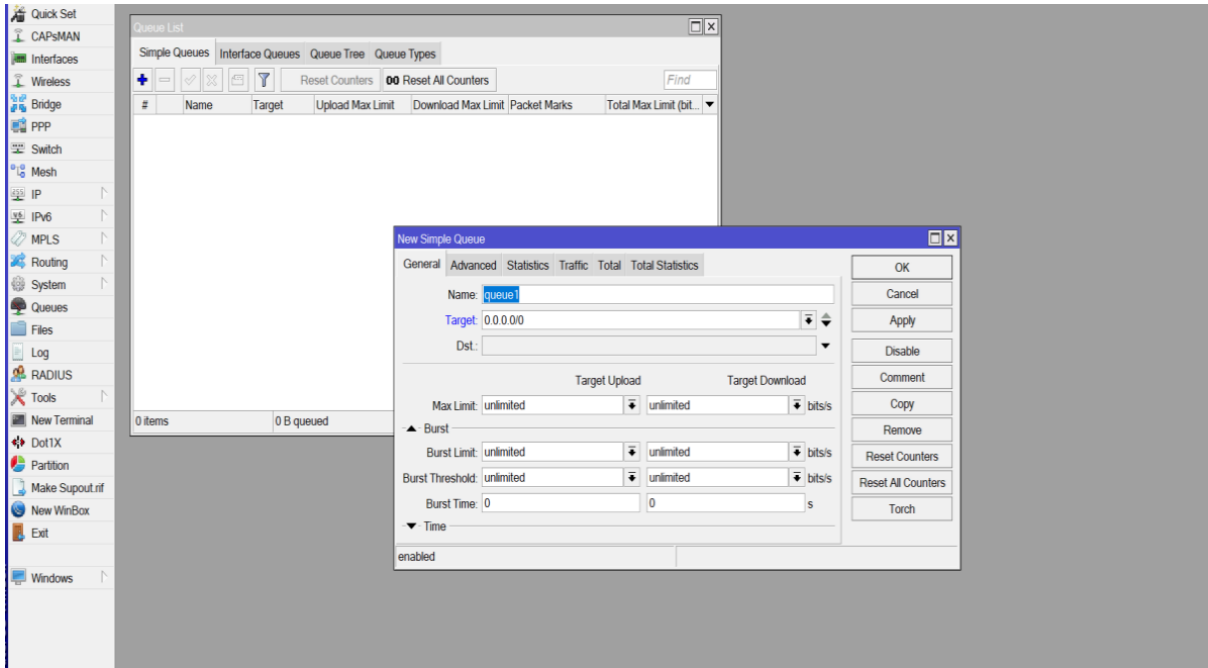 Quick Set
CAPsMAN
Interfaces
Wireless
Bridge
PPP
Switch
Mesh
IP
IPv6
MPLS
Routing
System
Queues
Files
Log
RADIUS
Tools
New Terminal
Dot1X
Partition
Make Supout.rif
New WinBox
Exit
Windows
Queue List
Simple Queues Interface Queues Queue Tree Queue Types
Reset Counters 00 Reset All Counters Find
# Name Target Upload Max Limit Download Max Limit Packet Marks Total Max Limit (bit...
0 items 0 B queued
New Simple Queue
General Advanced Statistics Traffic Total Total Statistics
Name: queue1
Target: 0.0.0.0/0
Dst.:
Target Upload Target Download
Max Limit: unlimited unlimited bits/s
Burst
Burst Limit: unlimited unlimited bits/s
Burst Threshold: unlimited unlimited bits/s
Burst Time: 0 0 s
Time
enabled
OK
Cancel
Apply
Disable
Comment
Copy
Remove
Reset Counters
Reset All Counters
Torch